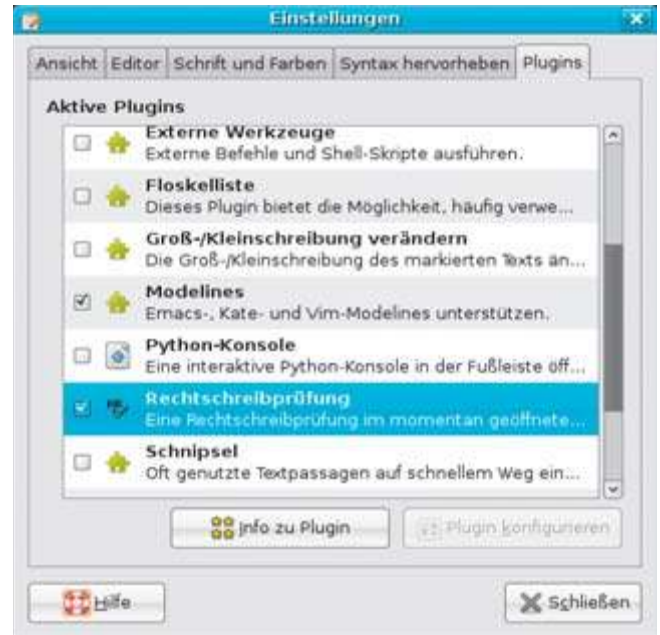 Einstellungen
Ansicht Editor Schrift und Farben Syntax hervorheben Plugins
Aktive Plugins
Externe Werkzeuge
Externe Befehle und Shell-Skripte ausführen.
Floskelliste
Dieses Plugin bietet die Möglichkeit, häufig verwe...
Groß-/Kleinschreibung verändern
Die Groß-/Kleinschreibung des markierten Texts än...
Modelines
Emacs-, Kate- und Vim-Modelines unterstützen.
Python-Konsole
Eine interaktive Python-Konsole in der Fußleiste öff...
Rechtschreibprüfung
Eine Rechtschreibprüfung im momentan geöffnete...
Schnipsel
Oft genutzte Textpassagen auf schnellem Weg ein...
Info zu Plugin Plugin konfigurieren
Hilfe Schließen